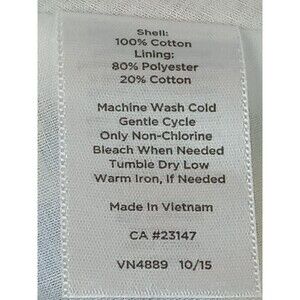 Shell:
100% Cotton
Lining:
80% Polyester
20% Cotton
Machine Wash Cold
Gentle Cycle
Only Non-Chlorine
Bleach When Needed
Tumble Dry Low
Warm Iron, If Needed
Made In Vietnam
CA #23147
VN4889 10/15